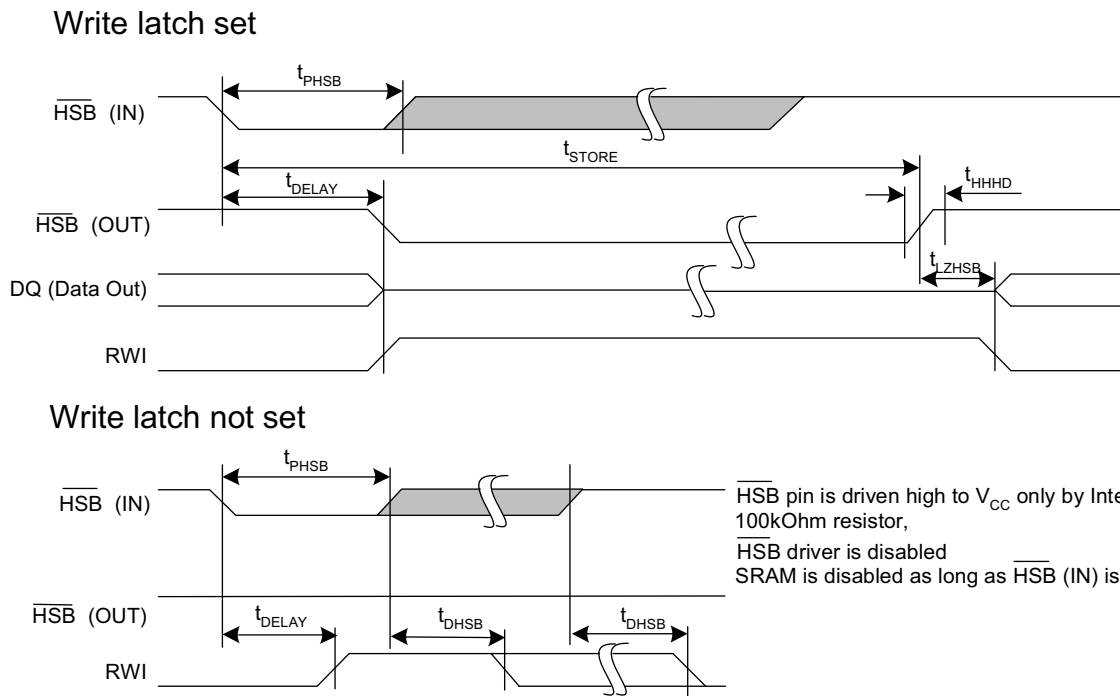 Write latch set
tPHSB
HSB (IN)
tSTORE
tDELAY
tHHHD
HSB (OUT)
tLZHSB
DQ (Data Out)
RWI
Write latch not set
tPHSB
HSB (IN)
HSB pin is driven high to VCC only by Inte
100kOhm resistor,
HSB driver is disabled
SRAM is disabled as long as HSB (IN) is
HSB (OUT)
tDELAY
tDHSB
tDHSB
RWI